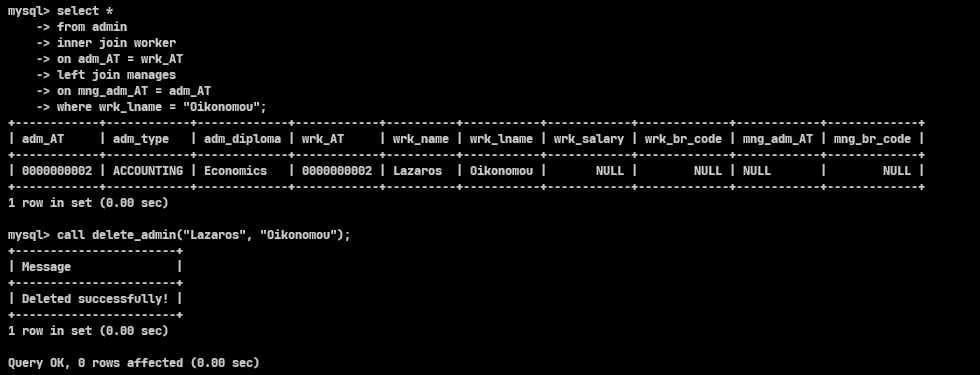 mysql> select *
    -> from admin
    -> inner join worker
    -> on adm_AT = wrk_AT
    -> left join manages
    -> on mng_adm_AT = adm_AT
    -> where wrk_lname = "Oikonomou";
+------------+------------+-------------+------------+----------+-----------+------------+-------------+------------+-------------+
| adm_AT     | adm_type   | adm_diploma | wrk_AT     | wrk_name | wrk_lname | wrk_salary | wrk_br_code | mng_adm_AT | mng_br_code |
+------------+------------+-------------+------------+----------+-----------+------------+-------------+------------+-------------+
| 0000000002 | ACCOUNTING | Economics   | 0000000002 | Lazaros  | Oikonomou |       NULL |        NULL | NULL       |        NULL |
+------------+------------+-------------+------------+----------+-----------+------------+-------------+------------+-------------+
1 row in set (0.00 sec)

mysql> call delete_admin("Lazaros", "Oikonomou");
+-----------------------+
| Message               |
+-----------------------+
| Deleted successfully! |
+-----------------------+
1 row in set (0.00 sec)

Query OK, 0 rows affected (0.00 sec)